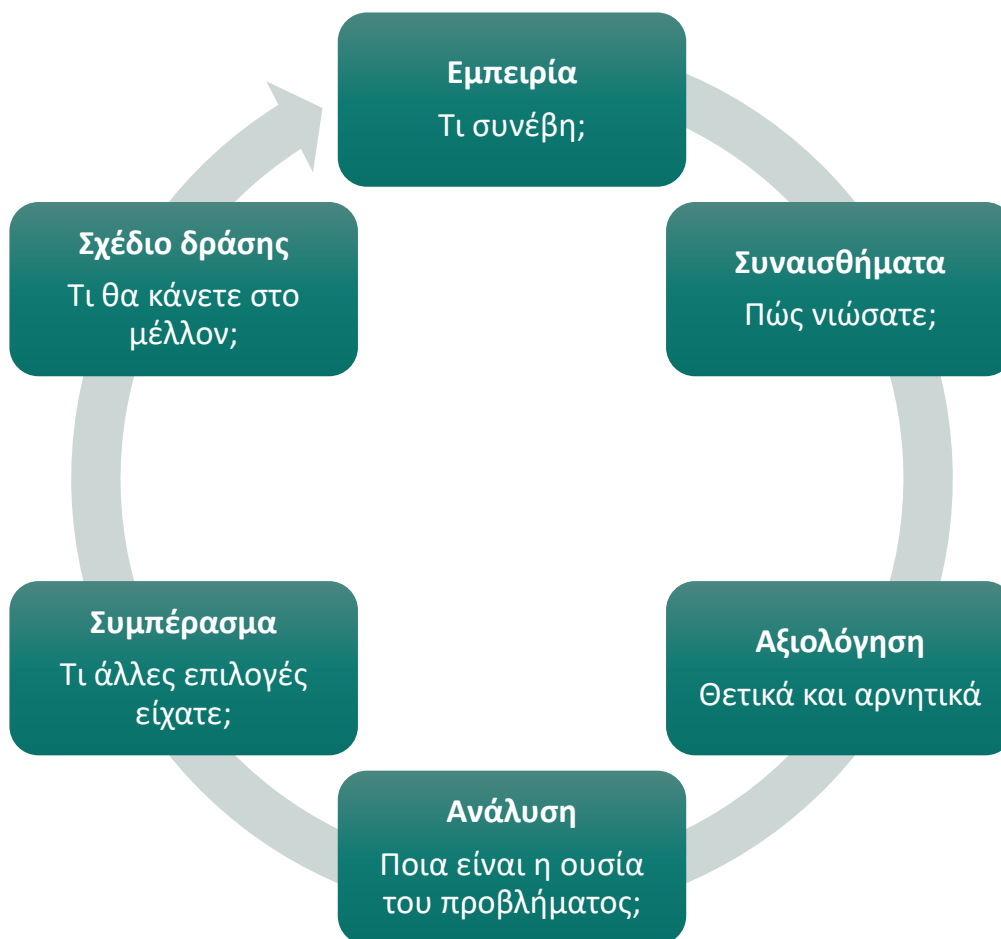 Εμπειρία
Τι συνέβη;
Συναισθήματα
Πώς νιώσατε;
Αξιολόγηση
Θετικά και αρνητικά
Ανάλυση
Ποια είναι η ουσία
του προβλήματος;
Συμπέρασμα
Τι άλλες επιλογές
είχατε;
Σχέδιο δράσης
Τι θα κάνετε στο
μέλλον;